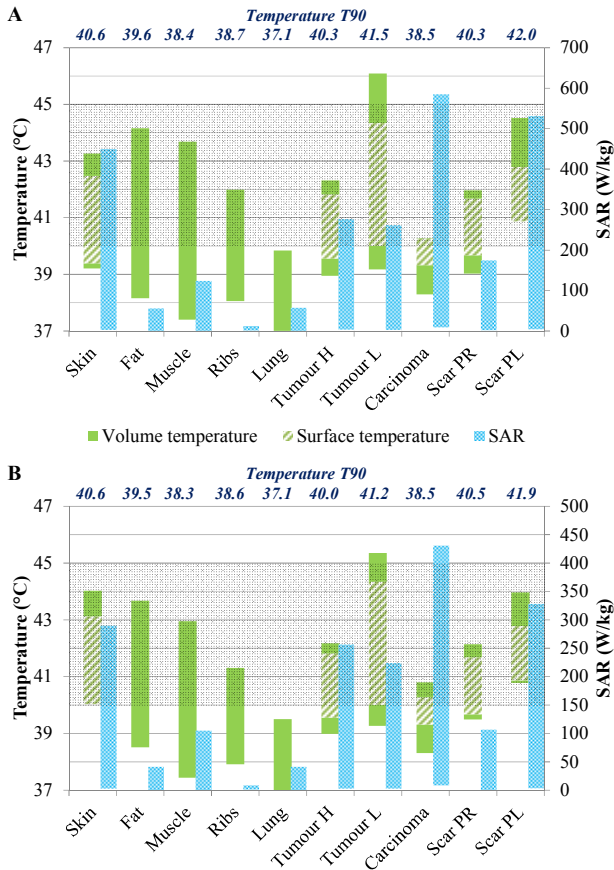 A
Temperature T90
40.6 39.6 38.4 38.7 37.1 40.3 41.5 38.5 40.3 42.0
47
45
43
41
39
37
Temperature (°C)
700
600
500
400
300
200
100
0
SAR (W/kg)
Skin
Fat
Muscle
Ribs
Lung
Tumour H
Tumour L
Carcinoma
Scar PR
Scar PL
Volume temperature Surface temperature SAR
B
Temperature T90
40.6 39.5 38.3 38.6 37.1 40.0 41.2 38.5 40.5 41.9
47
45
43
41
39
37
Temperature (°C)
500
450
400
350
300
250
200
150
100
50
0
SAR (W/kg)
Skin
Fat
Muscle
Ribs
Lung
Tumour H
Tumour L
Carcinoma
Scar PR
Scar PL